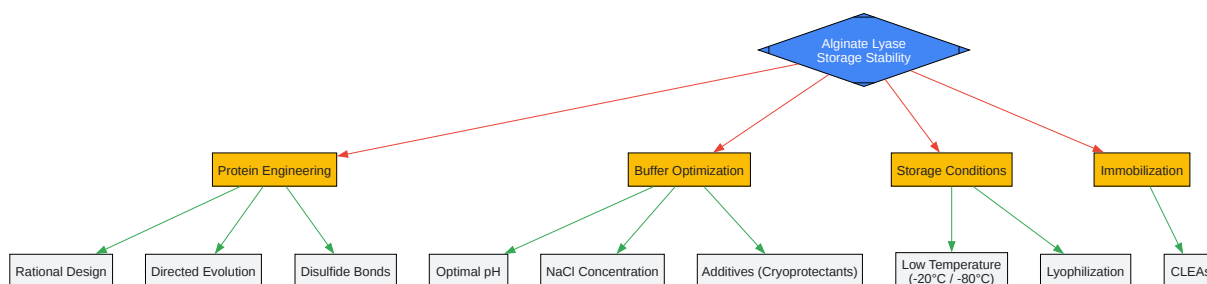 Alginate Lyase
Storage Stability
Protein Engineering
Buffer Optimization
Storage Conditions
Immobilization
Rational Design
Directed Evolution
Disulfide Bonds
Optimal pH
NaCl Concentration
Additives (Cryoprotectants)
Low Temperature
(-20°C / -80°C)
Lyophilization
CLEAs